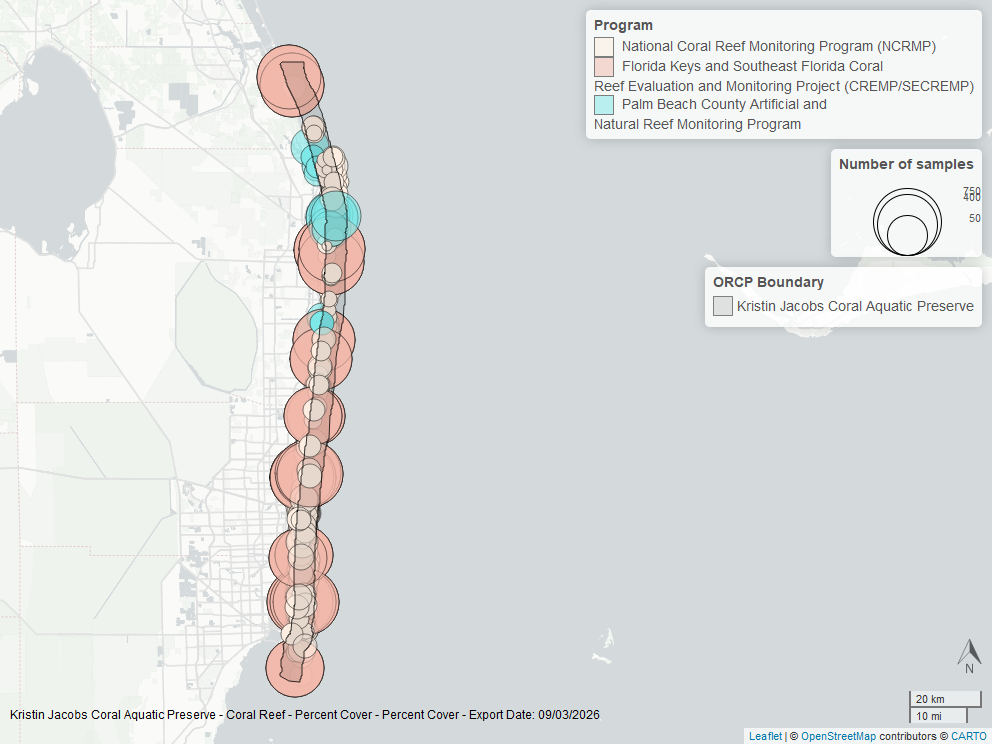 Program
National Coral Reef Monitoring Program (NCRMP)
Florida Keys and Southeast Florida Coral
Reef Evaluation and Monitoring Project (CREMP/SECREMP)
Palm Beach County Artificial and
Natural Reef Monitoring Program
Number of samples
750
400
50
ORCP Boundary
Kristin Jacobs Coral Aquatic Preserve
N
20 km
10 mi
Kristin Jacobs Coral Aquatic Preserve - Coral Reef - Percent Cover - Percent Cover - Export Date: 09/03/2026
Leaflet | © OpenStreetMap contributors © CARTO